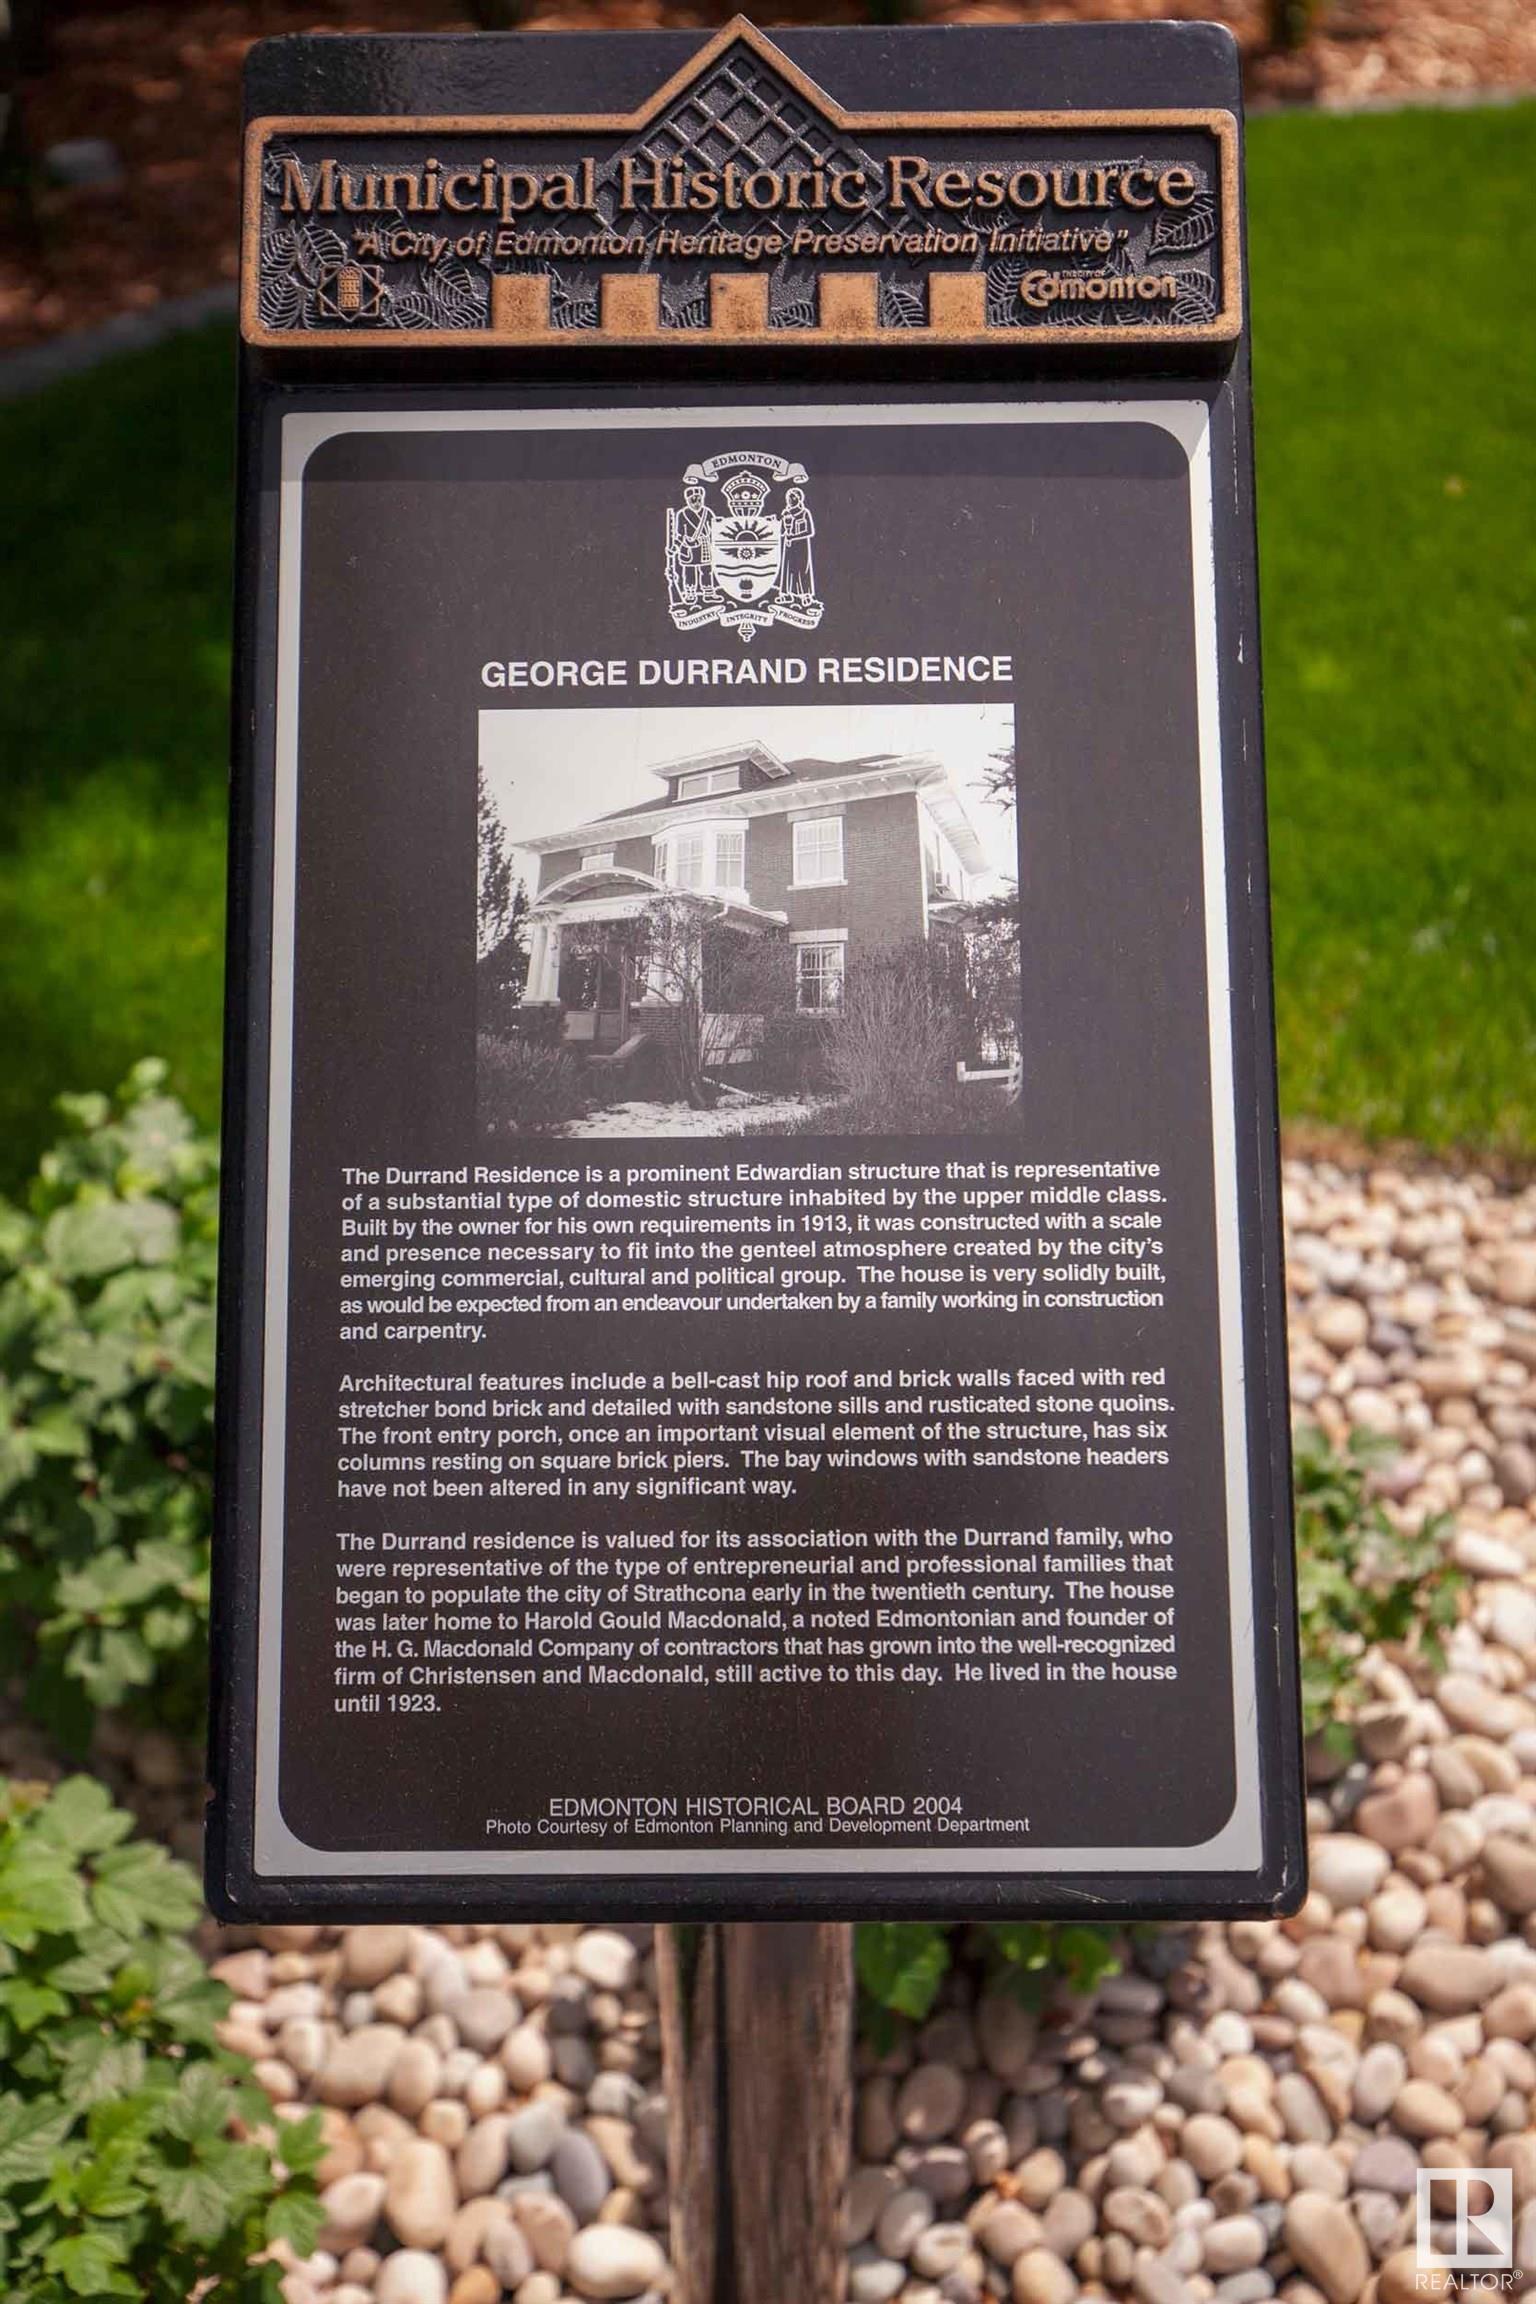 Municipal Historic Resource
"A City of Edmonton Heritage Preservation Initiative"
THE CITY OF
Edmonton
EDMONTON
INDUSTRY INTEGRITY PROGRESS
GEORGE DURRAND RESIDENCE
The Durrand Residence is a prominent Edwardian structure that is representative
of a substantial type of domestic structure inhabited by the upper middle class.
Built by the owner for his own requirements in 1913, it was constructed with a scale
and presence necessary to fit into the genteel atmosphere created by the city's
emerging commercial, cultural and political group. The house is very solidly built,
as would be expected from an endeavour undertaken by a family working in construction
and carpentry.
Architectural features include a bell-cast hip roof and brick walls faced with red
stretcher bond brick and detailed with sandstone sills and rusticated stone quoins.
The front entry porch, once an important visual element of the structure, has six
columns resting on square brick piers. The bay windows with sandstone headers
have not been altered in any significant way.
The Durrand residence is valued for its association with the Durrand family, who
were representative of the type of entrepreneurial and professional families that
began to populate the city of Strathcona early in the twentieth century. The house
was later home to Harold Gould Macdonald, a noted Edmontonian and founder of
the H. G. Macdonald Company of contractors that has grown into the well-recognized
firm of Christensen and Macdonald, still active to this day. He lived in the house
until 1923.
EDMONTON HISTORICAL BOARD 2004
Photo Courtesy of Edmonton Planning and Development Department
R
REALTOR®